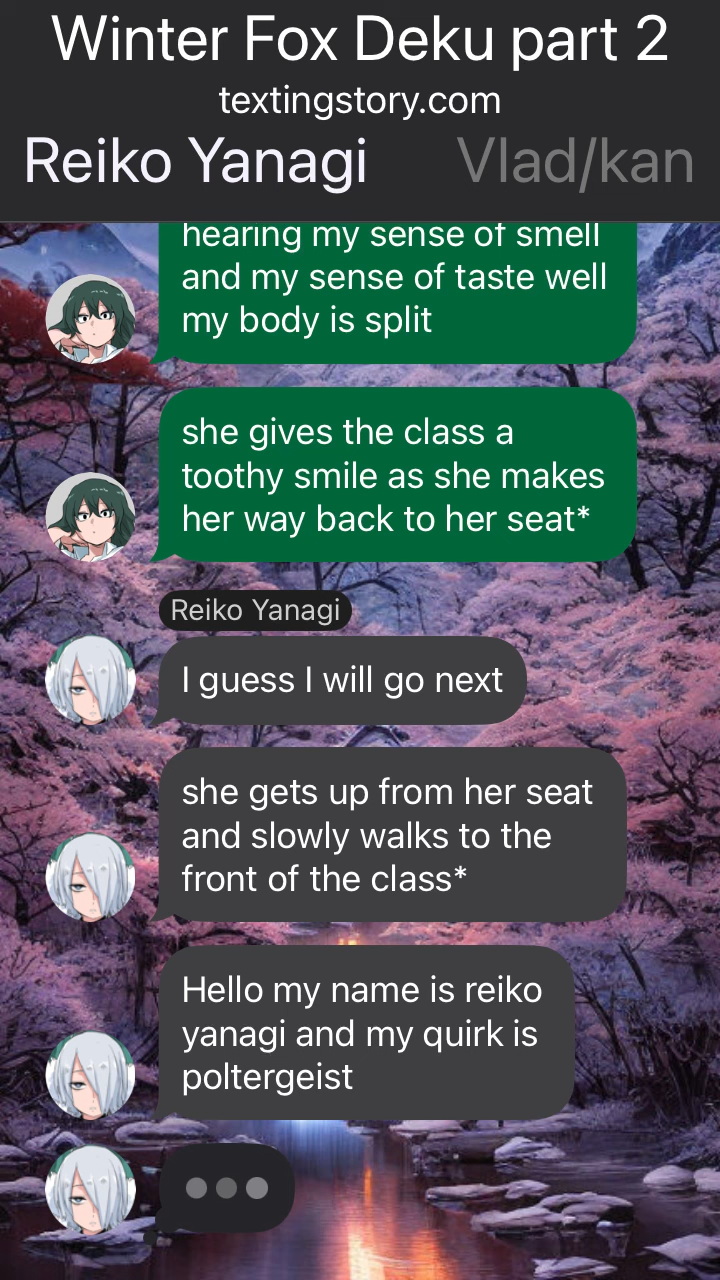 Winter Fox Deku part 2
textingstory.com
Reiko Yanagi Vlad/kan
hearing my sense of smell
and my sense of taste well
my body is split
she gives the class a
toothy smile as she makes
her way back to her seat*
Reiko Yanagi
I guess I will go next
she gets up from her seat
and slowly walks to the
front of the class*
Hello my name is reiko
yanagi and my quirk is
poltergeist